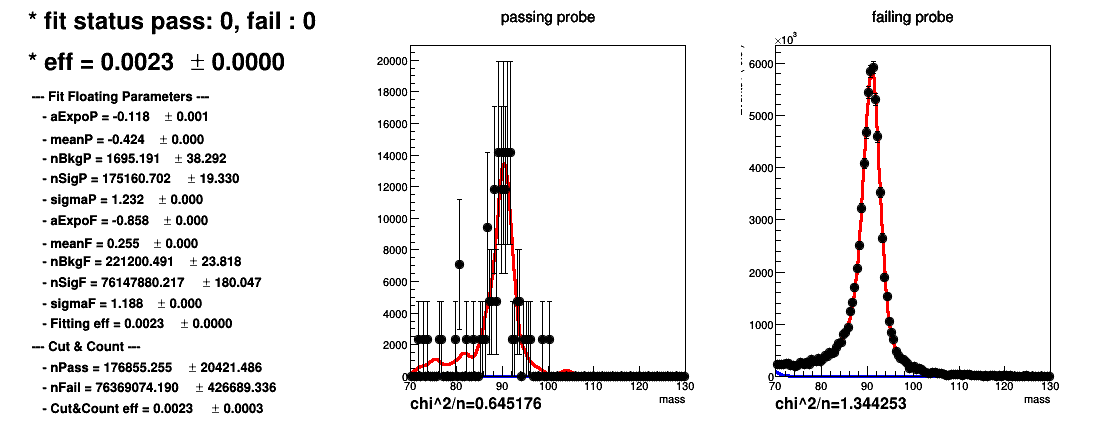 * fit status pass: 0, fail : 0
* eff = 0.0023 ± 0.0000
--- Fit Floating Parameters ---
- aExpoP = -0.118 ± 0.001
- meanP = -0.424 ± 0.000
- nBkgP = 1695.191 ± 38.292
- nSigP = 175160.702 ± 19.330
- sigmaP = 1.232 ± 0.000
- aExpoF = -0.858 ± 0.000
- meanF = 0.255 ± 0.000
- nBkgF = 221200.491 ± 23.818
- nSigF = 76147880.217 ± 180.047
- sigmaF = 1.188 ± 0.000
- Fitting eff = 0.0023 ± 0.0000
--- Cut & Count ---
- nPass = 176855.255 ± 20421.486
- nFail = 76369074.190 ± 426689.336
- Cut&Count eff = 0.0023 ± 0.0003
passing probe
20000
18000
16000
14000
12000
10000
8000
6000
4000
2000
0
70 80 90 100 110 120 130
mass
chi^2/n=0.645176
failing probe
×10³
6000
5000
4000
3000
2000
1000
0
70 80 90 100 110 120 130
mass
chi^2/n=1.344253